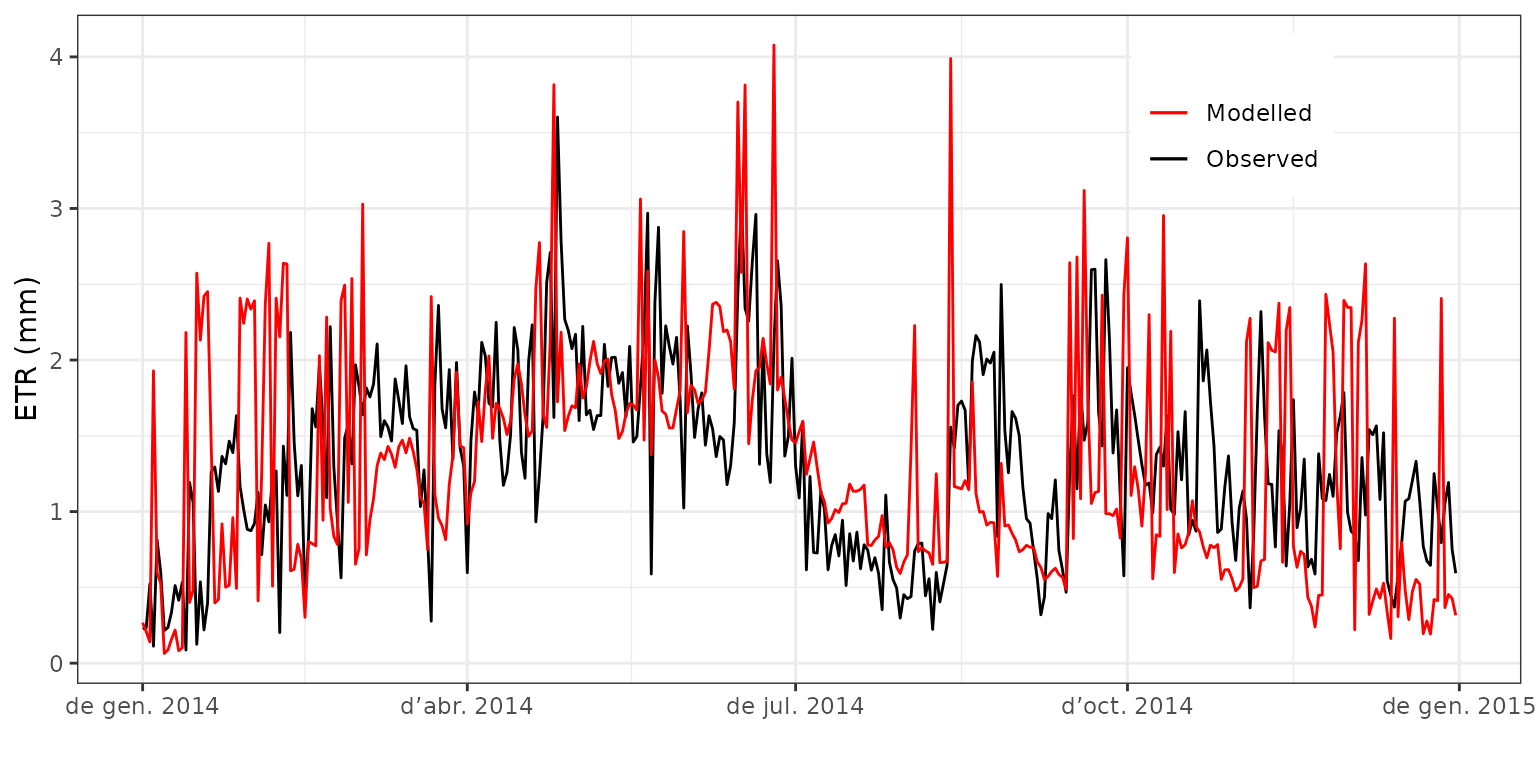 ETR (mm)
4
3
2
1
0
Modelled
Observed
de gen. 2014
d’abr. 2014
de jul. 2014
d’oct. 2014
de gen. 2015